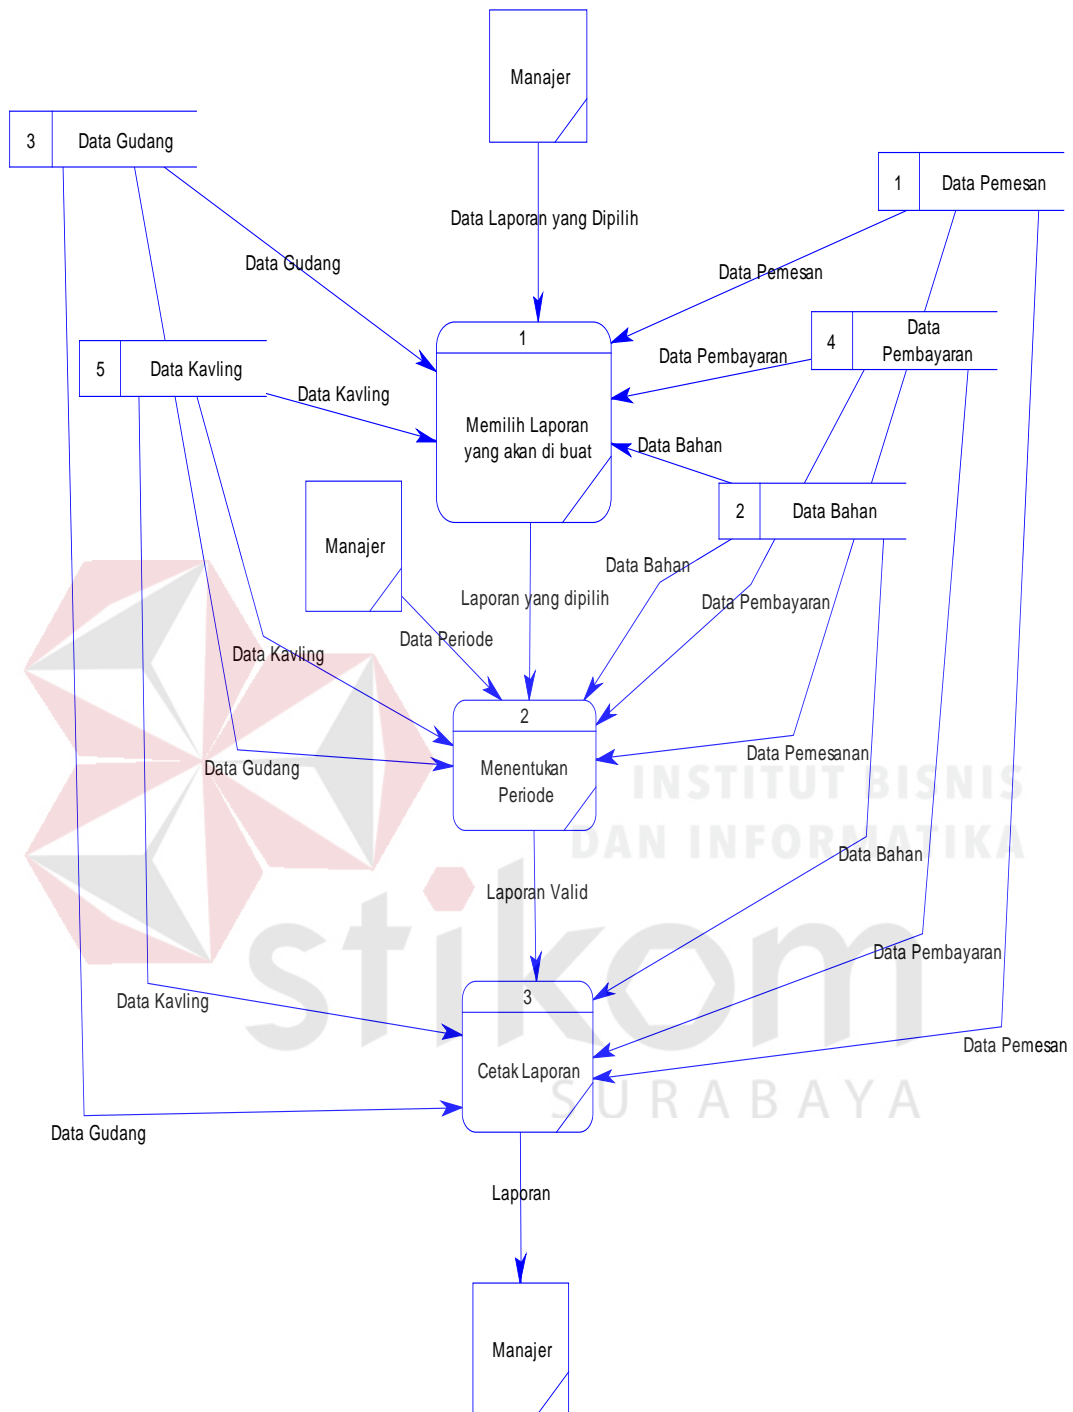 Manajer
3
Data Gudang
1
Data Pemesan
Data Laporan yang Dipilih
Data Gudang
Data Pemesan
4
Data
Pembayaran
1
Data Pembayaran
5
Data Kavling
Data Kavling
Memilih Laporan
yang akan di buat
Data Bahan
2
Data Bahan
Manajer
Data Bahan
Laporan yang dipilih
Data Pembayaran
Data Periode
Data Kavling
2
Data Gudang
Menentukan
Periode
Data Pemesanan
INSTITUT BISNIS
DAN INFORMATIKA
Data Bahan
Laporan Valid
stikom
Data Pembayaran
Data Kavling
3
Data Pemesan
Cetak Laporan
SURABAYA
Data Gudang
Laporan
Manajer